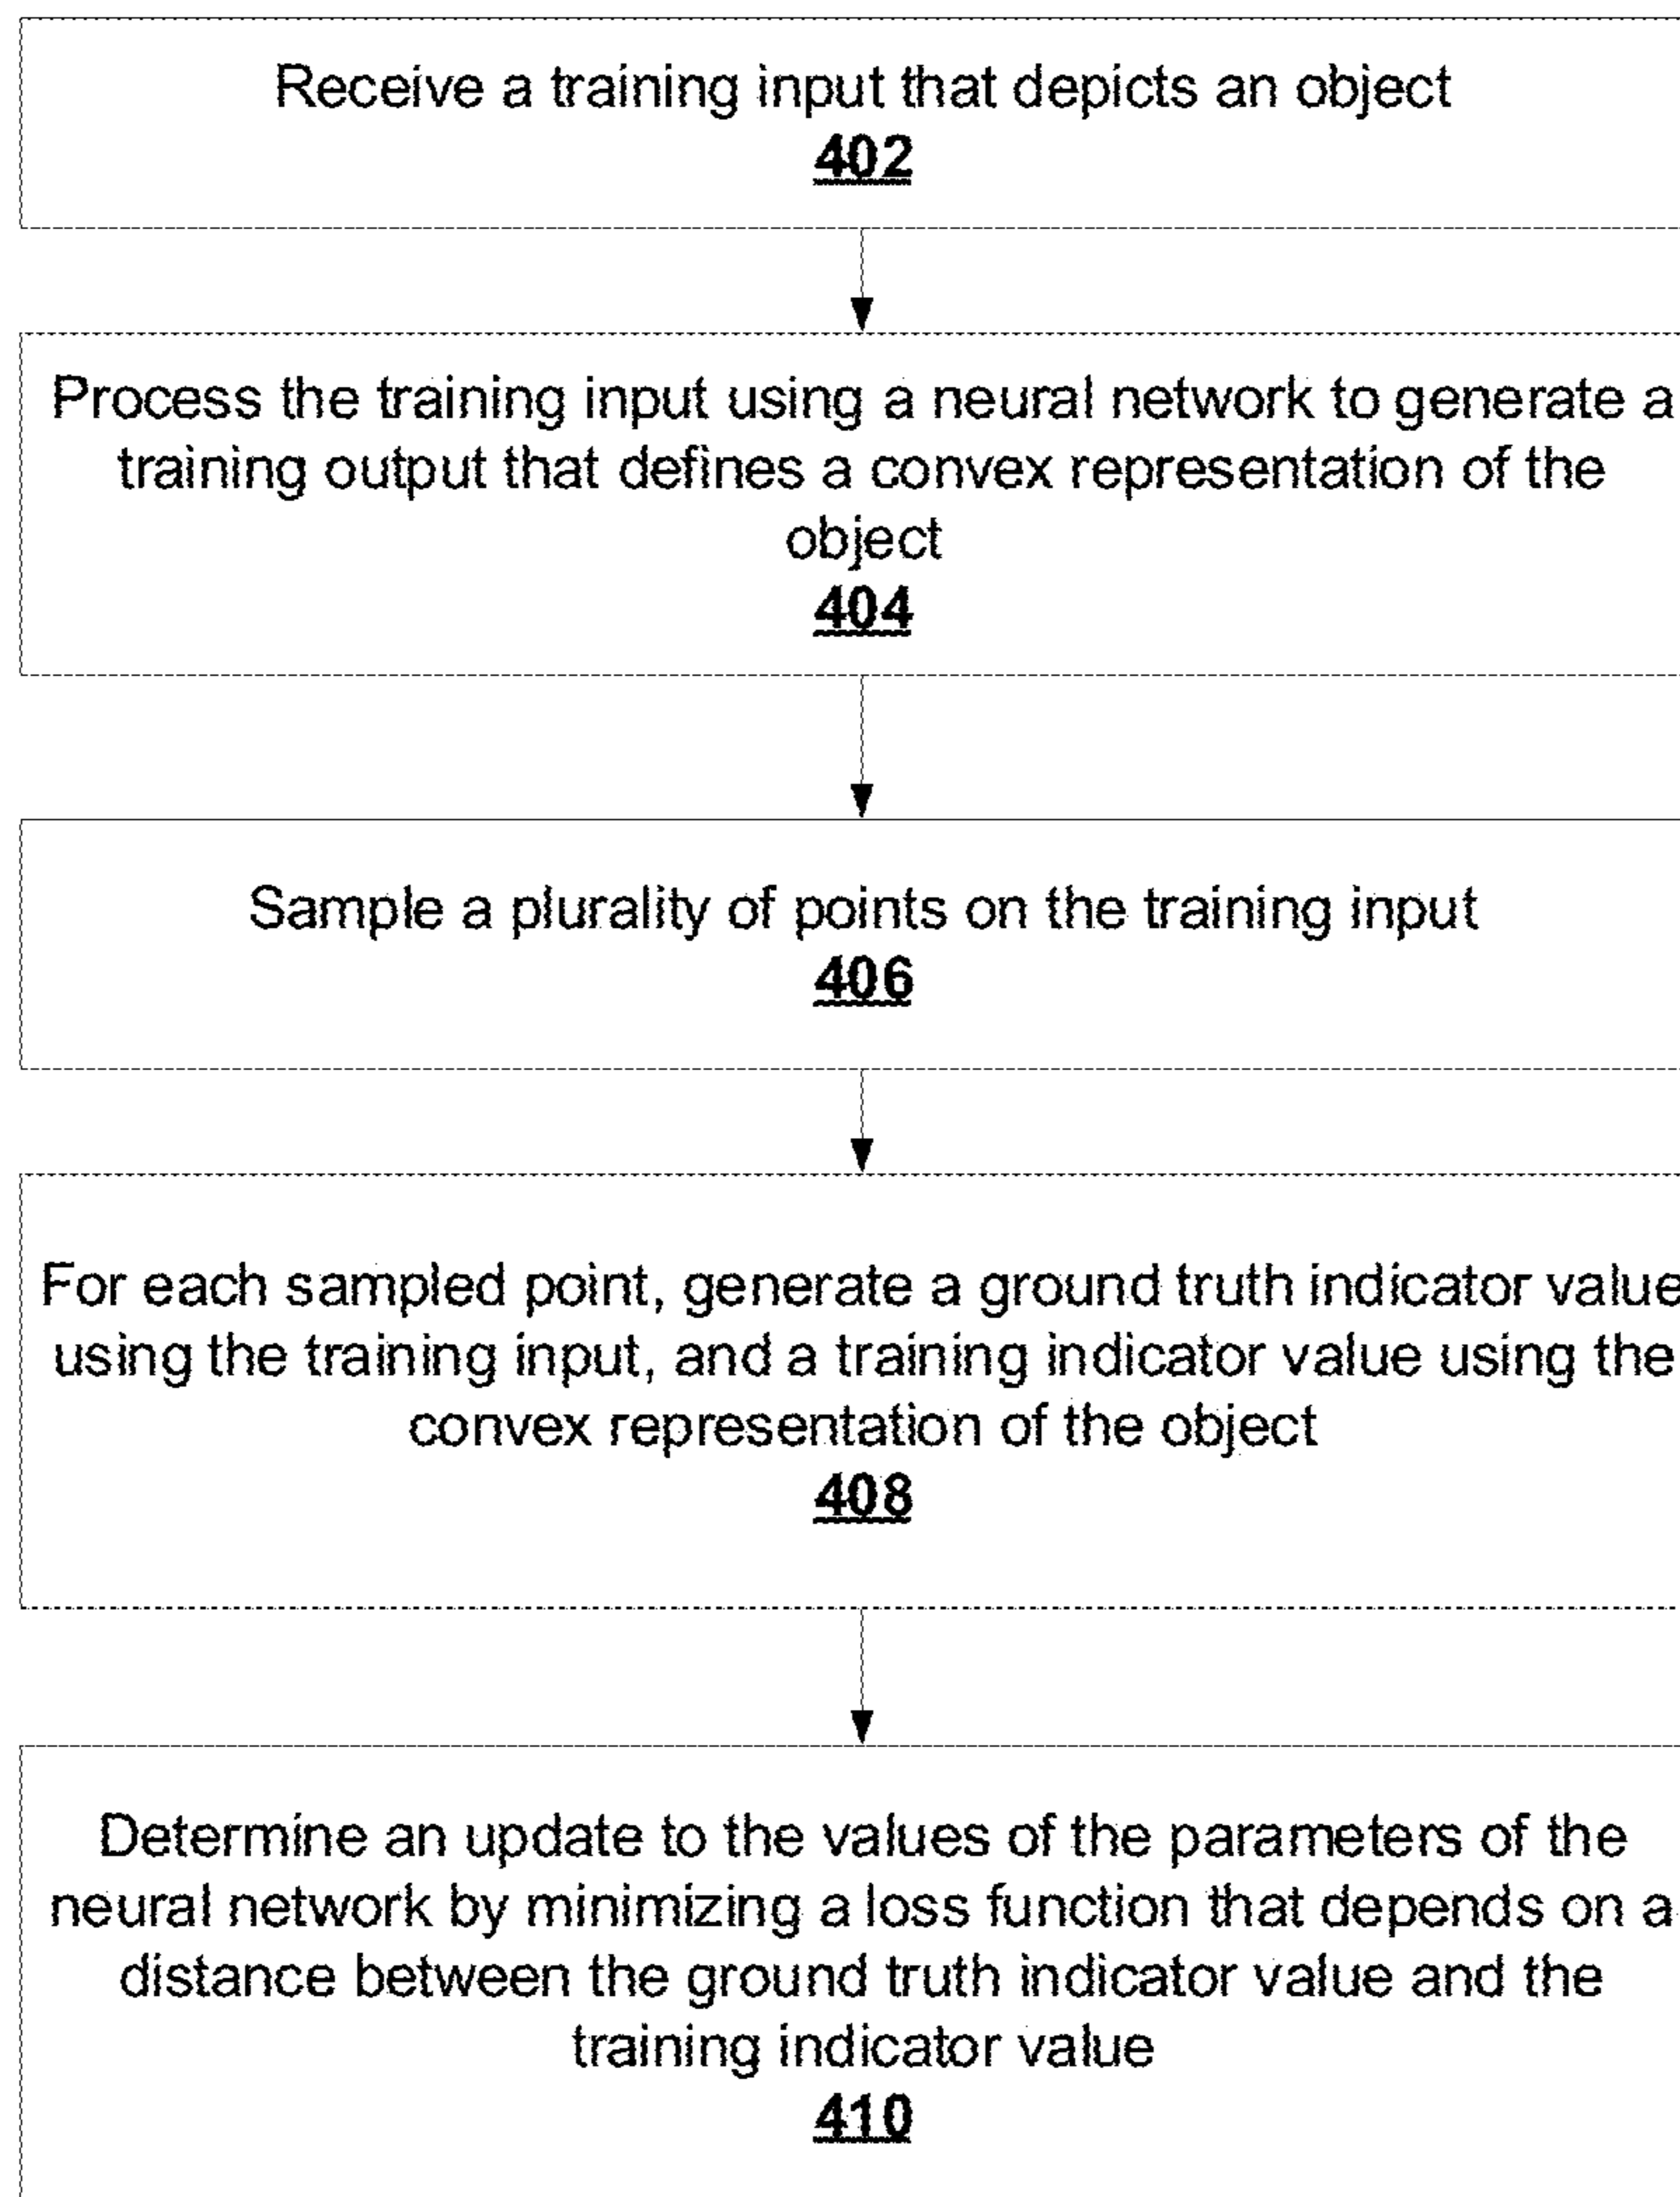 Receive a training input that depicts an object
402
Process the training input using a neural network to generate a
training output that defines a convex representation of the
object
404
Sample a plurality of points on the training input
406
For each sampled point, generate a ground truth indicator value
using the training input, and a training indicator value using the
convex representation of the object
408
Determine an update to the values of the parameters of the
neural network by minimizing a loss function that depends on a
distance between the ground truth indicator value and the
training indicator value
410